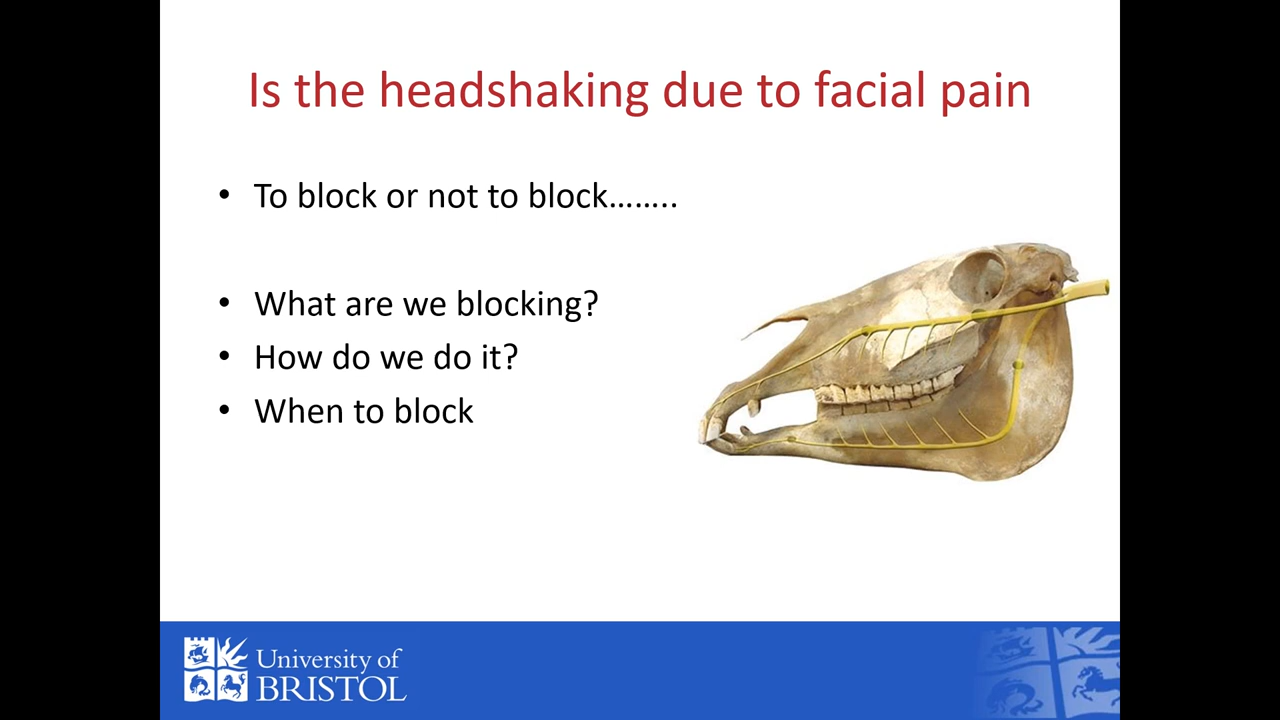 Is the headshaking due to facial pain
• To block or not to block……..
• What are we blocking?
• How do we do it?
• When to block
University of
BRISTOL